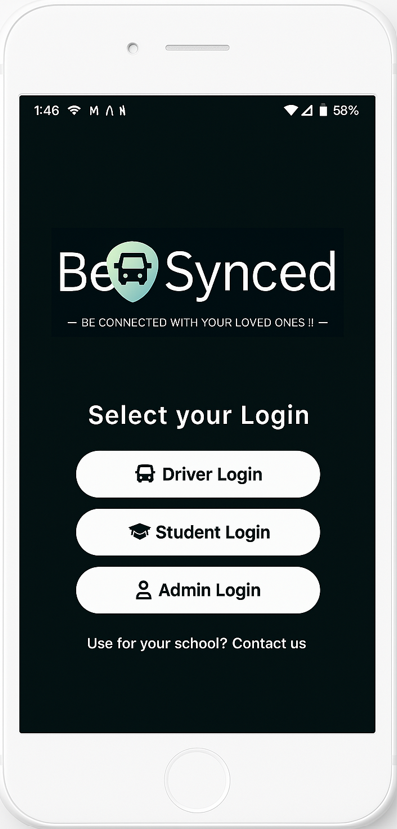 1:46 58%
Be Synced
— BE CONNECTED WITH YOUR LOVED ONES !! —
Select your Login
Driver Login
Student Login
Admin Login
Use for your school? Contact us